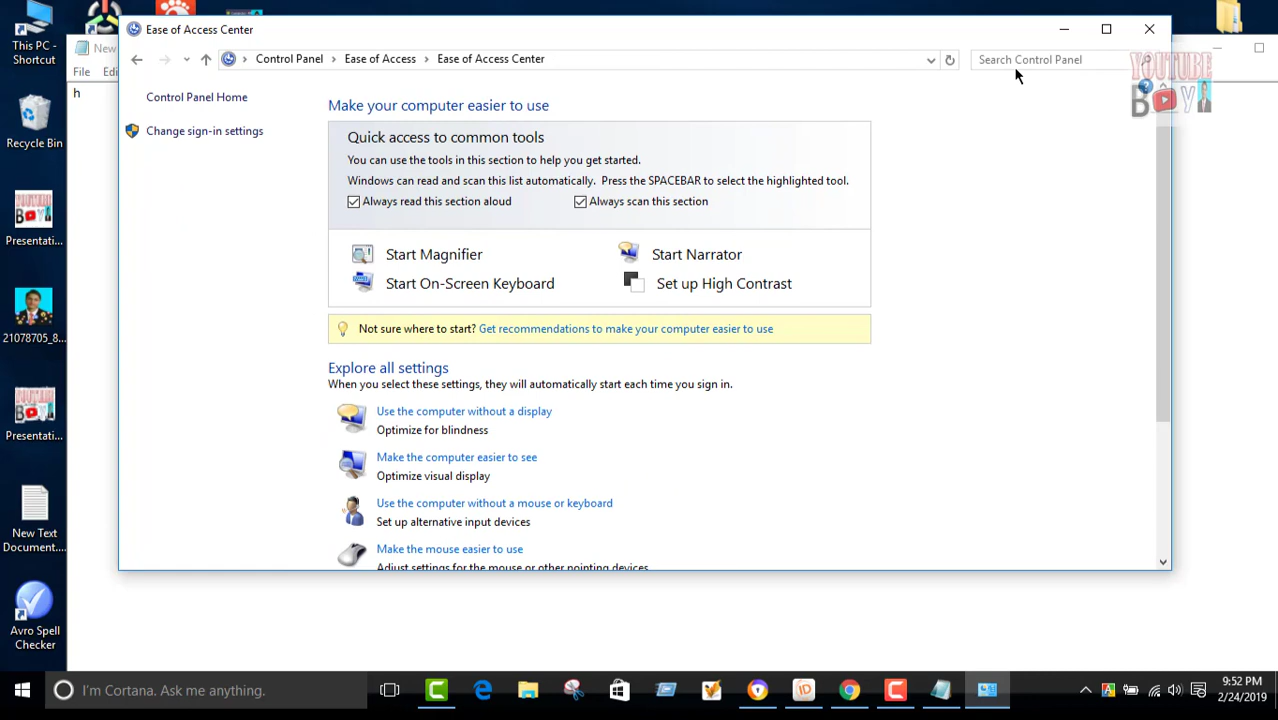 This PC - Shortcut
Recycle Bin
Presentati...
21078705_8...
Presentati...
New Text Document....
Avro Spell Checker
New
File
Edi
h
Ease of Access Center
Control Panel > Ease of Access > Ease of Access Center
Search Control Panel
YOUTUBE
Control Panel Home
Change sign-in settings
Make your computer easier to use
Quick access to common tools
You can use the tools in this section to help you get started.
Windows can read and scan this list automatically. Press the SPACEBAR to select the highlighted tool.
Always read this section aloud
Always scan this section
Start Magnifier
Start Narrator
Start On-Screen Keyboard
Set up High Contrast
Not sure where to start? Get recommendations to make your computer easier to use
Explore all settings
When you select these settings, they will automatically start each time you sign in.
Use the computer without a display
Optimize for blindness
Make the computer easier to see
Optimize visual display
Use the computer without a mouse or keyboard
Set up alternative input devices
Make the mouse easier to use
Adjust settings for the mouse or other pointing devices
I'm Cortana. Ask me anything.
9:52 PM
2/24/2019